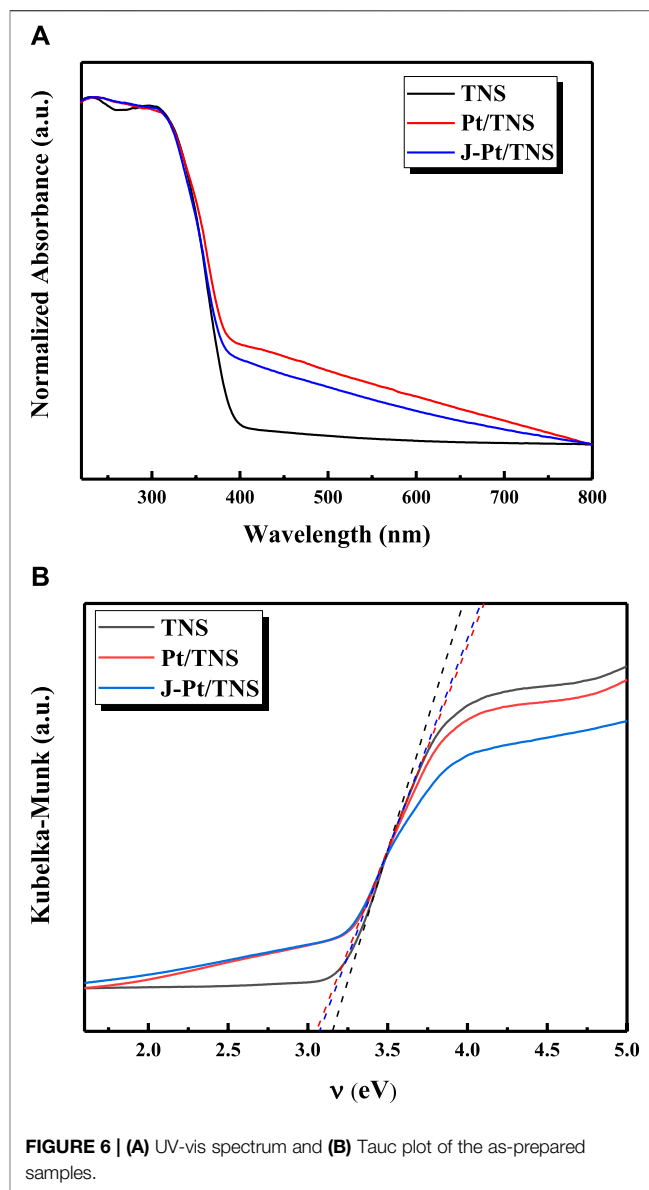 A
Normalized Absorbance (a.u.)
TNS
Pt/TNS
J-Pt/TNS
300 400 500 600 700 800
Wavelength (nm)
B
Kubelka-Munk (a.u.)
TNS
Pt/TNS
J-Pt/TNS
2.0 2.5 3.0 3.5 4.0 4.5 5.0
ν (eV)
FIGURE 6 | (A) UV-vis spectrum and (B) Tauc plot of the as-prepared
samples.